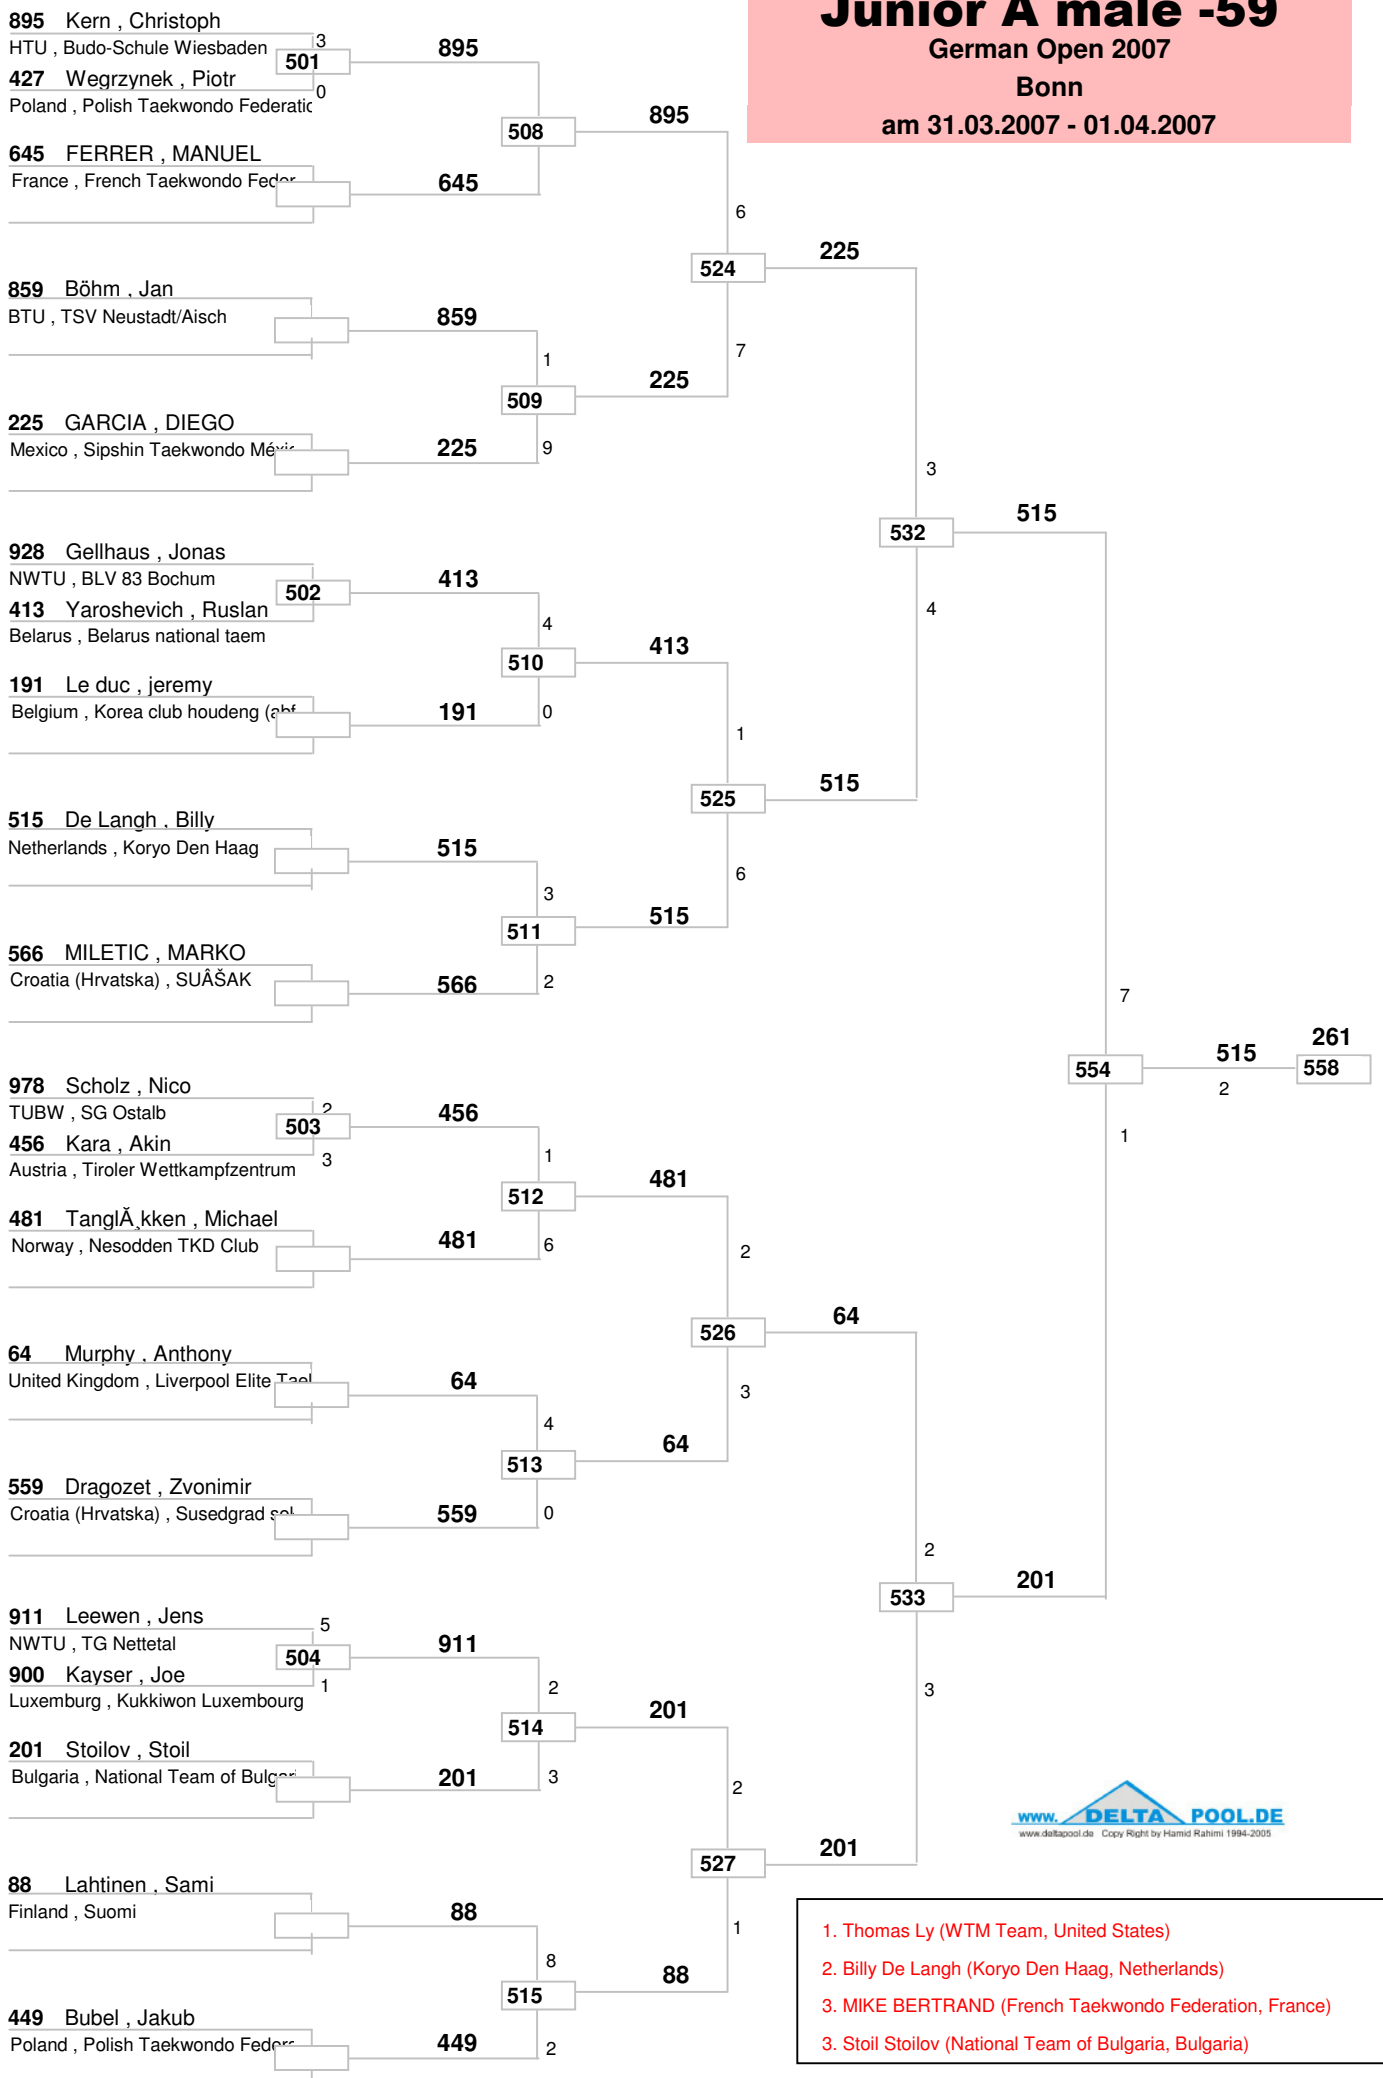 Junior A male -59
German Open 2007
Bonn
am 31.03.2007 - 01.04.2007
895 Kern , Christoph
HTU , Budo-Schule Wiesbaden
3
501
895
427 Wegrzynek , Piotr
0
Poland , Polish Taekwondo
508
895
645 FERRER , MANUEL
France , French Taekwondo
645
6
524
225
859 Böhm , Jan
BTU , TSV Neustadt/Aisch
859
1
7
509
225
225 GARCIA , DIEGO
Mexico , Sipshin Taekwondo
225
9
3
532
515
928 Gellhaus , Jonas
NWTU , BLV 83 Bochum
502
413
413 Yaroshevich , Ruslan
Belarus , Belarus national taem
4
4
510
413
191 Le duc , jeremy
Belgium , Korea club houdeng
191
0
1
525
515
515 De Langh , Billy
Netherlands , Koryo Den Haag
515
3
6
511
515
566 MILETIC , MARKO
Croatia (Hrvatska) , SUÂŠAK
566
2
7
261
554
515
558
2
1
978 Scholz , Nico
TUBW , SG Ostalb
2
503
456
456 Kara , Akin
3
Austria , Tiroler Wettkampfzentrum
1
512
481
481 TanglÄ¸kken , Michael
Norway , Nesodden TKD Club
481
6
2
526
64
64 Murphy , Anthony
United Kingdom , Liverpool Elite
64
4
3
513
64
559 Dragozet , Zvonimir
Croatia (Hrvatska) , Susedgrad
559
0
2
533
201
911 Leewen , Jens
5
NWTU , TG Nettetal
504
911
900 Kayser , Joe
1
Luxemburg , Kukkiwon Luxembourg
2
3
514
201
201 Stoilov , Stoil
Bulgaria , National Team of
201
3
2
527
201
88 Lahtinen , Sami
Finland , Suomi
88
8
1
515
88
449 Bubel , Jakub
Poland , Polish Taekwondo
449
2
www. DELTA POOL.DE
www.deltapool.de Copy Right by Hamid Rahimi 1994-2005
1. Thomas Ly (WTM Team, United States)
2. Billy De Langh (Koryo Den Haag, Netherlands)
3. MIKE BERTRAND (French Taekwondo Federation, France)
3. Stoil Stoilov (National Team of Bulgaria, Bulgaria)